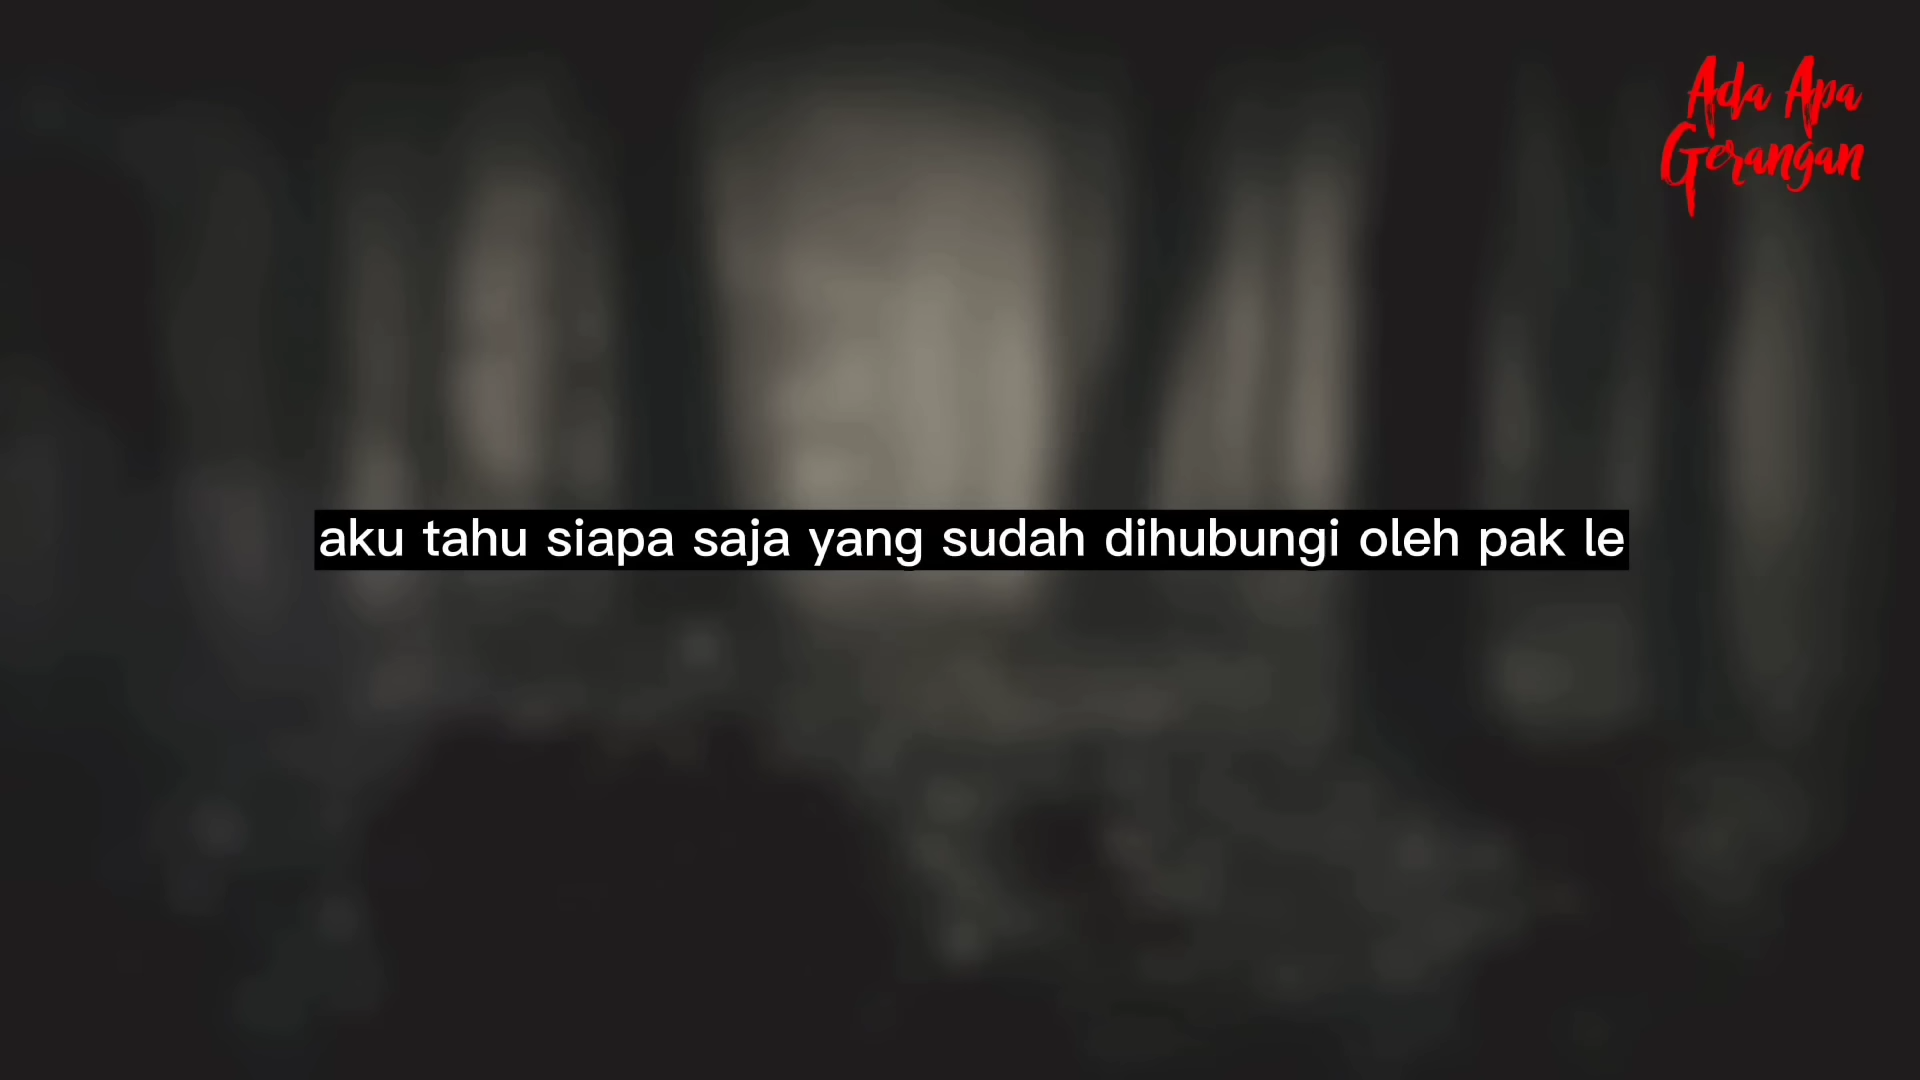 Ada Apa
Gerangan
aku tahu siapa saja yang sudah dihubungi oleh pak le